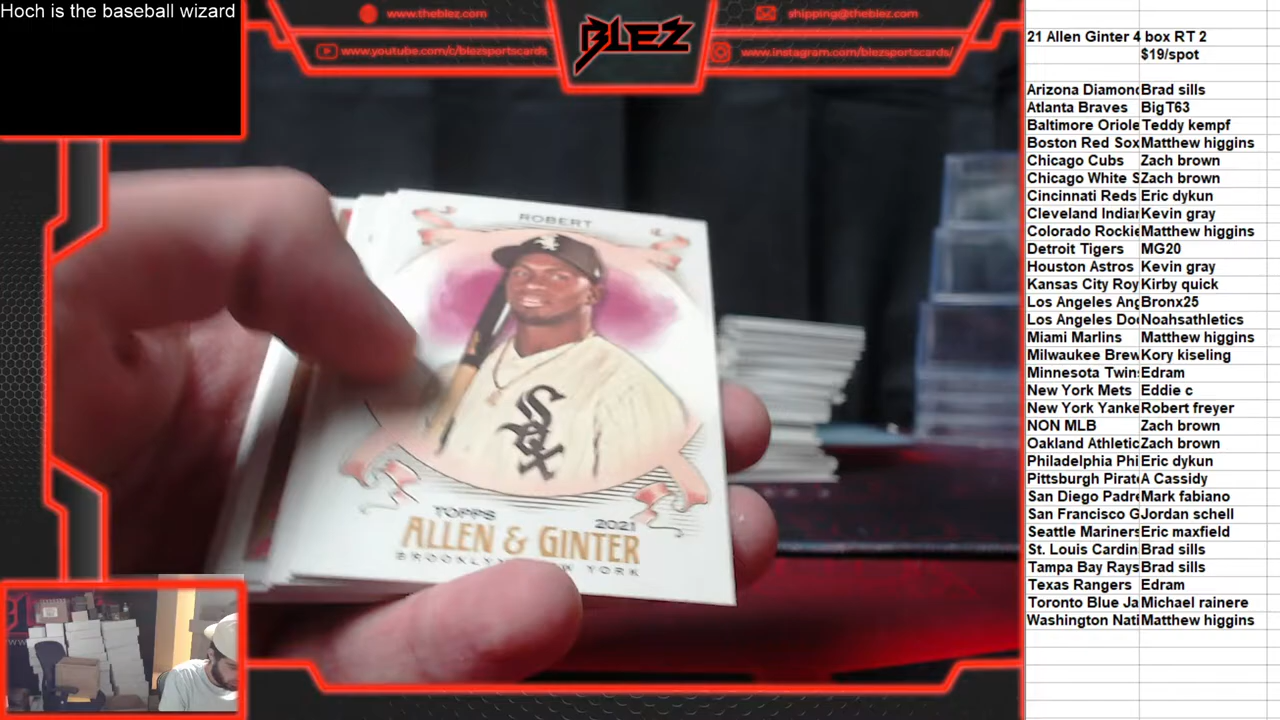 Hoch is the baseball wizard
www.theblez.com
shipping@theblez.com
BLEZ
www.youtube.com/c/blezsportscards
www.instagram.com/blezsportscards/
ROBERT
SOX
TOPPS
2021
ALLEN & GINTER
21 Allen Ginter 4 box RT 2
$19/spot
Arizona Diamond Brad sills
Atlanta Braves BigT63
Baltimore Oriole Teddy kempf
Boston Red Sox Matthew higgins
Chicago Cubs Zach brown
Chicago White S Zach brown
Cincinnati Reds Eric dykun
Cleveland Indian Kevin gray
Colorado Rockie Matthew higgins
Detroit Tigers MG20
Houston Astros Kevin gray
Kansas City Roy Kirby quick
Los Angeles Ang Bronx25
Los Angeles Dod Noahsathletics
Miami Marlins Matthew higgins
Milwaukee Brew Kory kiseling
Minnesota Twins Edram
New York Mets Eddie c
New York Yanke Robert freyer
NON MLB Zach brown
Oakland Athletic Zach brown
Philadelphia Phi Eric dykun
Pittsburgh Pirate A Cassidy
San Diego Padre Mark fabiano
San Francisco G Jordan schell
Seattle Mariners Eric maxfield
St. Louis Cardin Brad sills
Tampa Bay Rays Brad sills
Texas Rangers Edram
Toronto Blue Ja Michael rainere
Washington Nati Matthew higgins